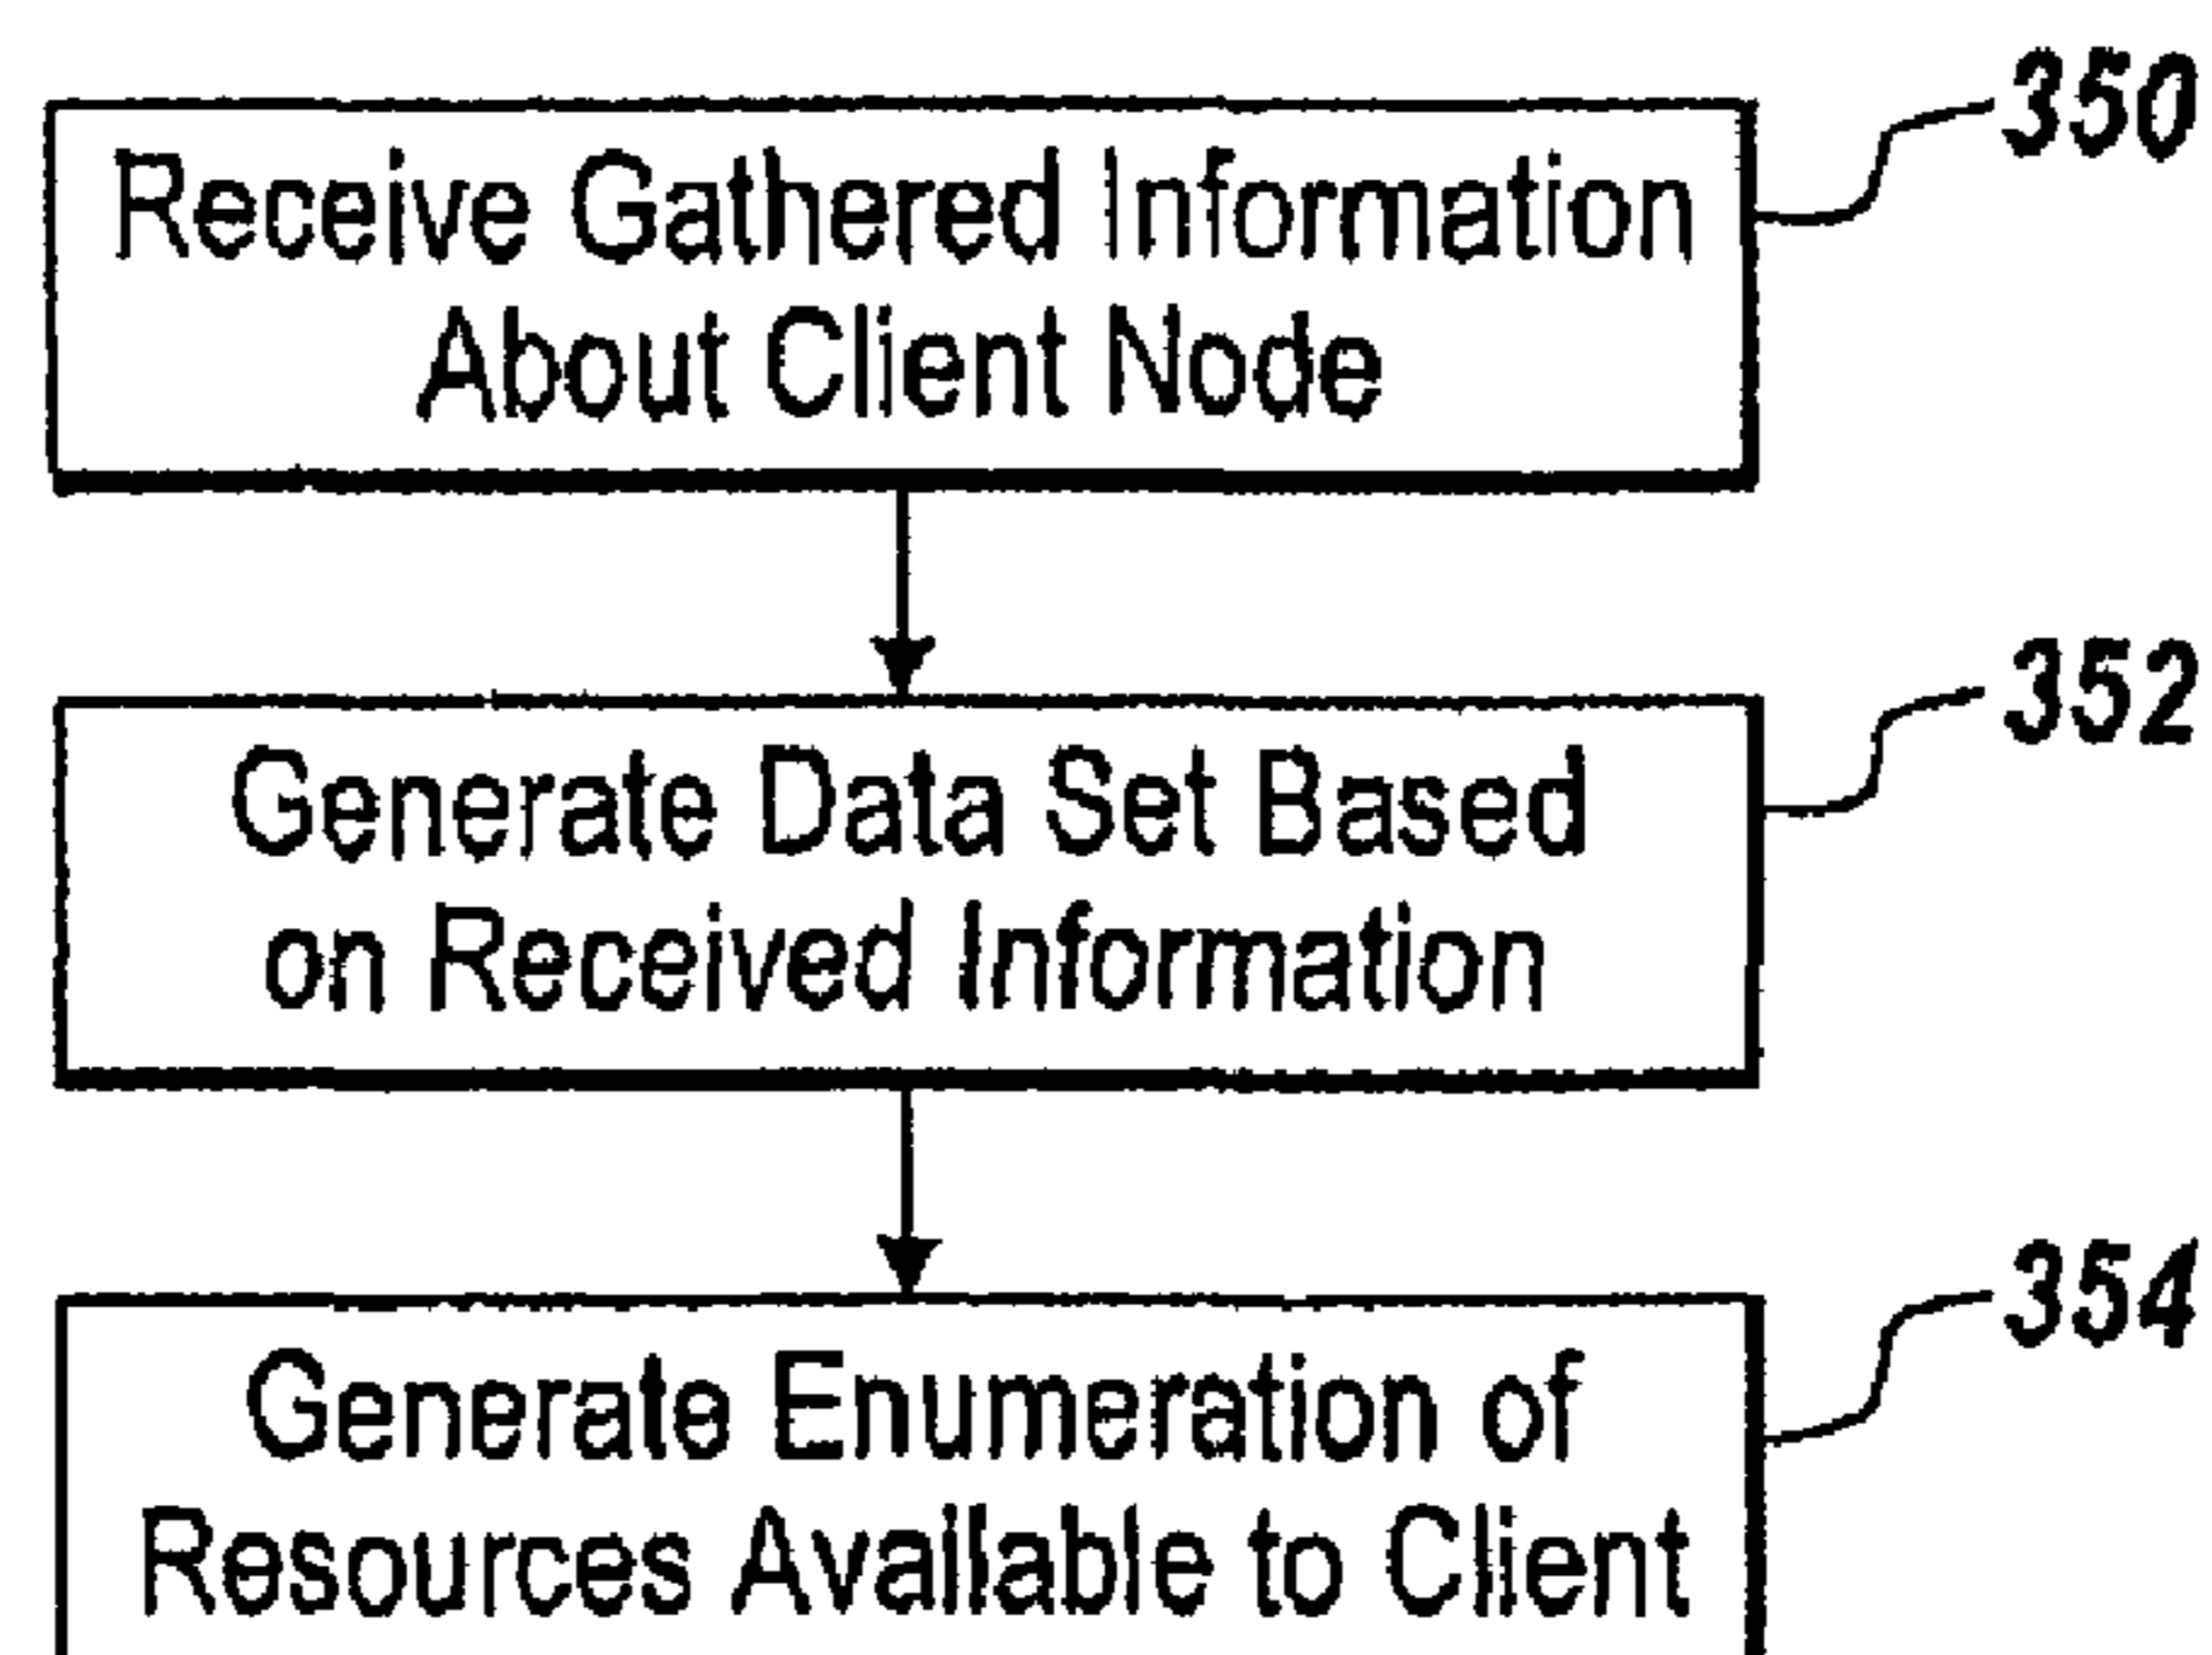 350
Receive Gathered Information
About Client Node
352
Generate Data Set Based
on Received Information
354
Generate Enumeration of
Resources Available to Client